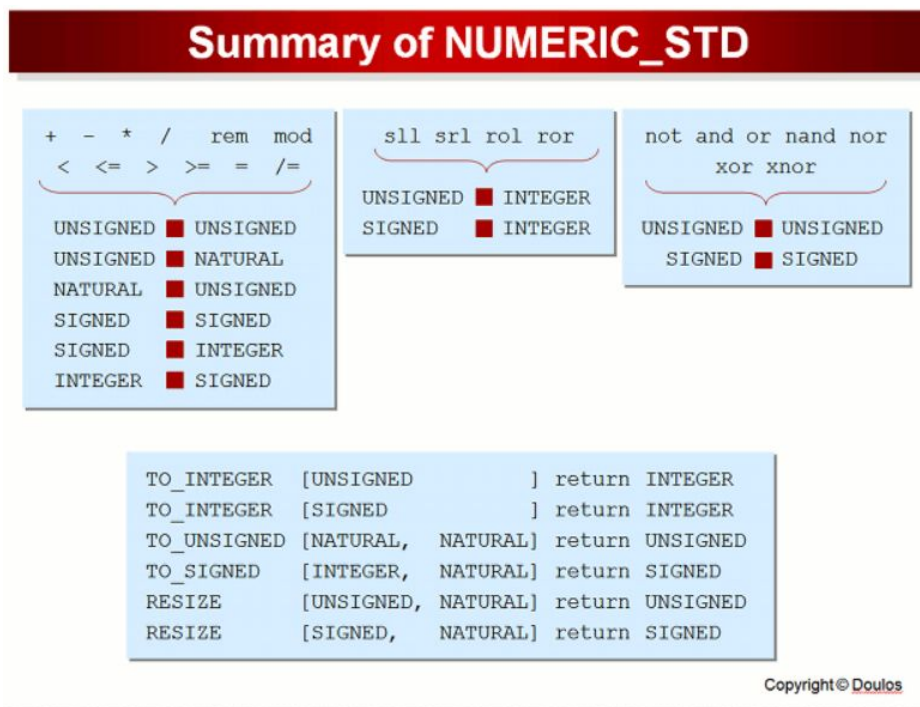 Summary of NUMERIC_STD
+ - * / rem mod
< <= > >= = /=
UNSIGNED UNSIGNED
UNSIGNED NATURAL
NATURAL UNSIGNED
SIGNED SIGNED
SIGNED INTEGER
INTEGER SIGNED
sll srl rol ror
UNSIGNED INTEGER
SIGNED INTEGER
not and or nand nor
xor xnor
UNSIGNED UNSIGNED
SIGNED SIGNED
TO_INTEGER [UNSIGNED ] return INTEGER
TO_INTEGER [SIGNED ] return INTEGER
TO_UNSIGNED [NATURAL, NATURAL] return UNSIGNED
TO_SIGNED [INTEGER, NATURAL] return SIGNED
RESIZE [UNSIGNED, NATURAL] return UNSIGNED
RESIZE [SIGNED, NATURAL] return SIGNED
Copyright © Doulos